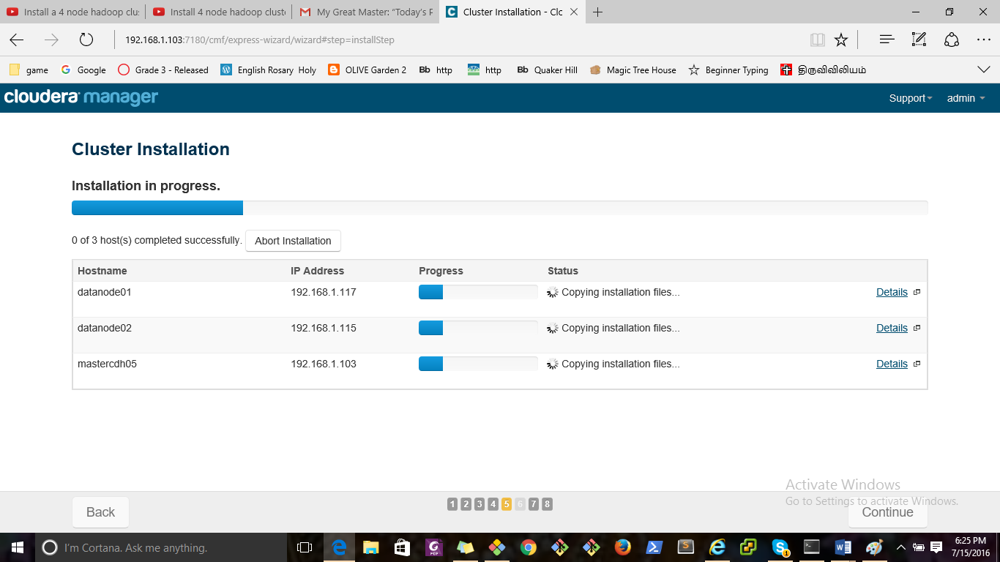 Install a 4 node hadoop clus
Install 4 node hadoop cluste
My Great Master: “Today's F
Cluster Installation - Clo
192.168.1.103:7180/cmf/express-wizard/wizard#step=installStep
game Google Grade 3 - Released English Rosary Holy OLIVE Garden 2 Bb http http Bb Quaker Hill Magic Tree House Beginner Typing திருவிவிலியம்
cloudera manager Support admin
Cluster Installation
Installation in progress.
0 of 3 host(s) completed successfully. Abort Installation
Hostname IP Address Progress Status
datanode01 192.168.1.117 Copying installation files... Details
datanode02 192.168.1.115 Copying installation files... Details
mastercdh05 192.168.1.103 Copying installation files... Details
Activate Windows
Go to Settings to activate Windows.
Back 1 2 3 4 5 6 7 8 Continue
I'm Cortana. Ask me anything.
6:25 PM
7/15/2016